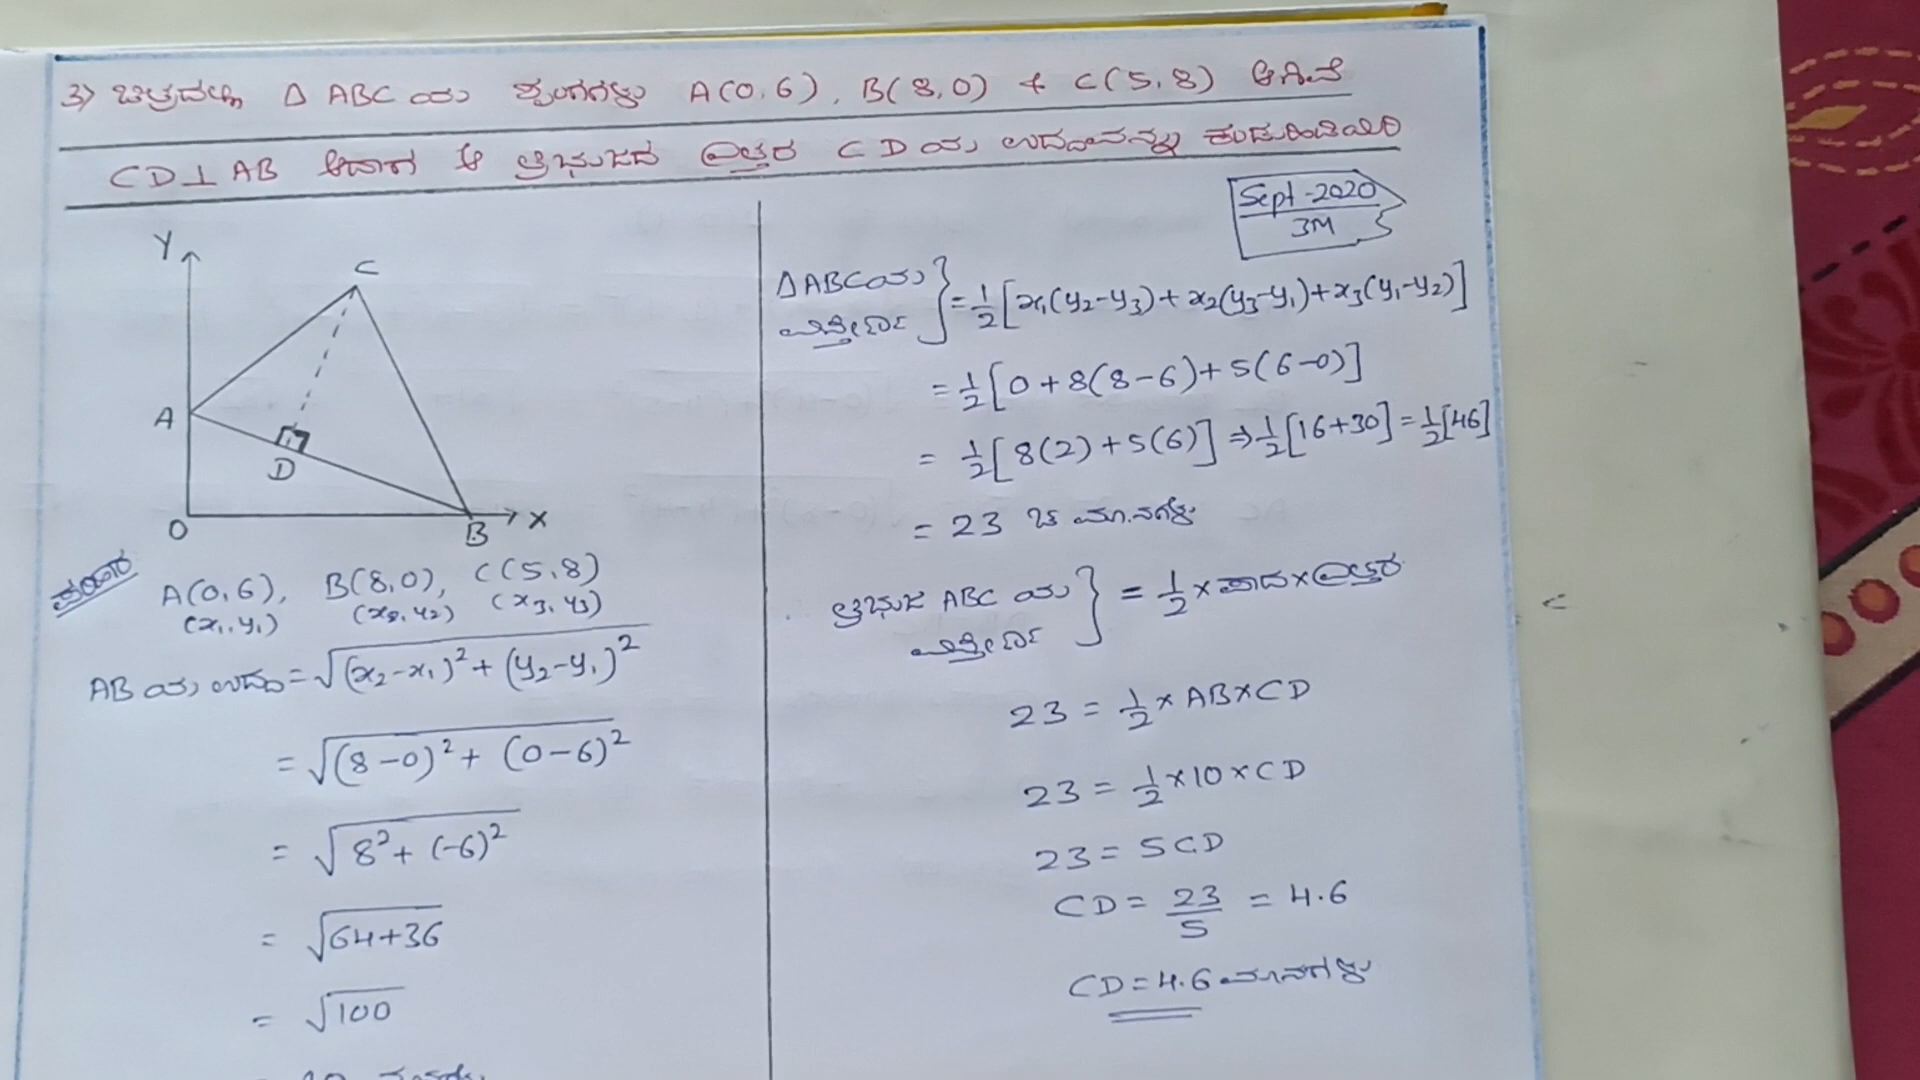 3) ಚಿತ್ರದಲ್ಲಿ Δ ABC ಯ ಶೃಂಗಗಳು A(0,6), B(8,0) & C(5,8) ಆಗಿವೆ
CD⊥AB ಆದಾಗ ಈ ತ್ರಿಭುಜದ ಎತ್ತರ CD ಯ ಉದ್ದವನ್ನು ಕಂಡುಹಿಡಿಯಿರಿ
Sept-2020
3M
Y
C
A
D
O
B
X
ಪರಿಹಾರ
A(0,6), B(8,0), C(5,8)
(x₁,y₁) (x₂,y₂) (x₃,y₃)
AB ಯ ಉದ್ದ = √(x₂-x₁)²+(y₂-y₁)²
= √(8-0)²+(0-6)²
= √8²+(-6)²
= √64+36
= √100
ΔABC ಯ
ವಿಸ್ತೀರ್ಣ } = ½[x₁(y₂-y₃)+x₂(y₃-y₁)+x₃(y₁-y₂)]
= ½[0+8(8-6)+5(6-0)]
= ½[8(2)+5(6)] ⇒ ½[16+30] = ½[46]
= 23 ಚ ಮಾನಗಳು
ತ್ರಿಭುಜ ABC ಯ
ವಿಸ್ತೀರ್ಣ } = ½×ಪಾದ×ಎತ್ತರ
23 = ½×AB×CD
23 = ½×10×CD
23 = 5CD
CD = 23/5 = 4.6
CD = 4.6 ಮಾನಗಳು